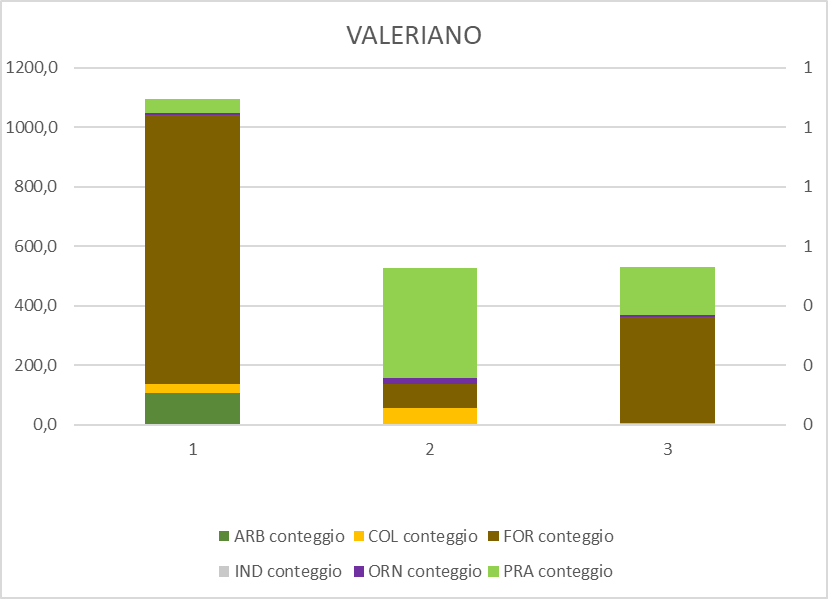 VALERIANO
1200,0 1
1000,0 1
800,0 1
600,0 1
400,0 0
200,0 0
0,0 0
1 2 3
ARB conteggio COL conteggio FOR conteggio
IND conteggio ORN conteggio PRA conteggio